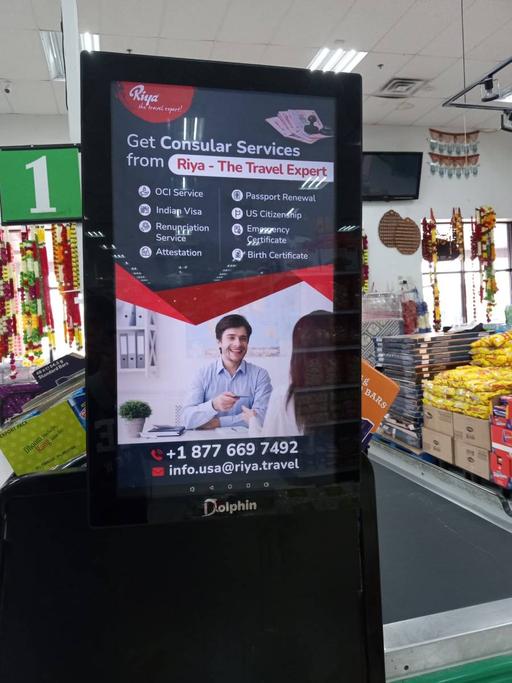 Riya
the travel expert!
Get Consular Services
from Riya - The Travel Expert
OCI Service
Indian Visa
Renunciation
Service
Attestation
Passport Renewal
US Citizenship
Emergency
Certificate
Birth Certificate
+1 877 669 7492
info.usa@riya.travel
Dolphin
1
BARS